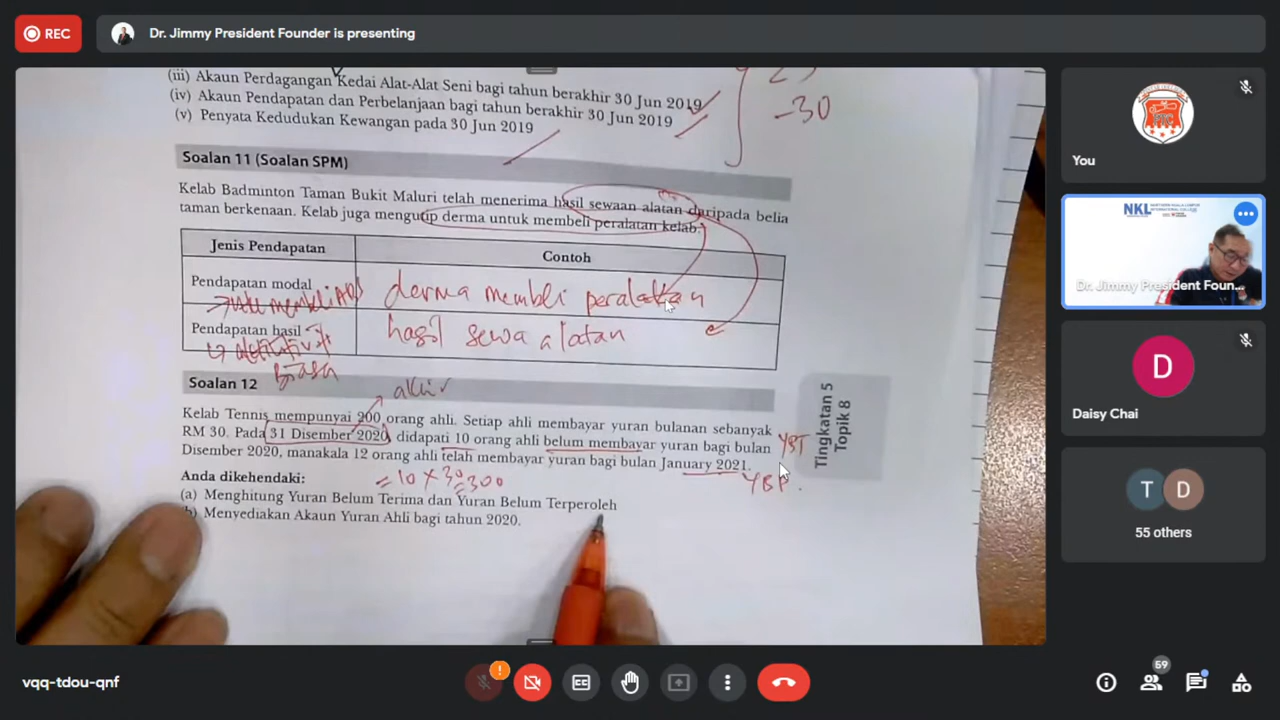 REC
Dr. Jimmy President Founder is presenting
(iii) Akaun Perdagangan Kedai Alat-Alat Seni bagi tahun berakhir 30 Jun 2019
(iv) Akaun Pendapatan dan Perbelanjaan bagi tahun berakhir 30 Jun 2019
(v) Penyata Kedudukan Kewangan pada 30 Jun 2019
-30
Soalan 11 (Soalan SPM)
Kelab Badminton Taman Bukit Maluri telah menerima hasil sewaan alatan daripada belia
taman berkenaan. Kelab juga mengutip derma untuk membeli peralatan kelab.
Jenis Pendapatan
Contoh
Pendapatan modal
derma membeli peralatan
Pendapatan hasil
hasil sewa alatan
biasa
Soalan 12
akhir
Kelab Tennis mempunyai 900 orang ahli. Setiap ahli membayar yuran bulanan sebanyak
RM 30. Pada 31 Disember 2020, didapati 10 orang ahli belum membayar yuran bagi bulan
YBT
Disember 2020, manakala 12 orang ahli telah membayar yuran bagi bulan January 2021.
YBP.
Anda dikehendaki:
= 10 x 30 = 300
(a) Menghitung Yuran Belum Terima dan Yuran Belum Terperoleh
b) Menyediakan Akaun Yuran Ahli bagi tahun 2020.
Tingkatan 5
Topik 8
You
NKL
Dr. Jimmy President Foun...
D
Daisy Chai
T
D
55 others
vqq-tdou-qnf
59